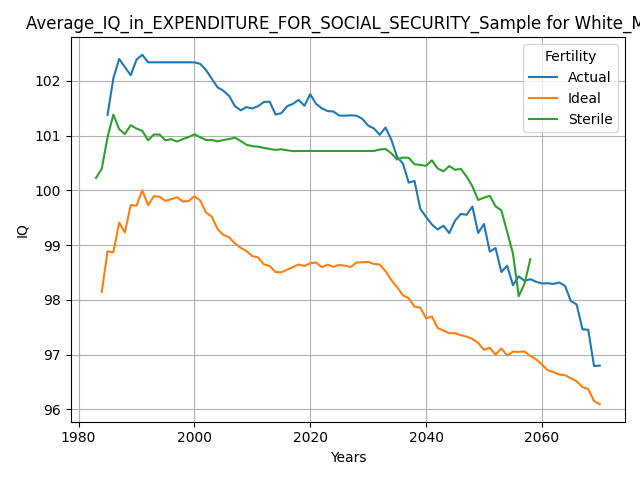 Average_IQ_in_EXPENDITURE_FOR_SOCIAL_SECURITY_Sample for White_M
Fertility
Actual
Ideal
Sterile
IQ
102
101
100
99
98
97
96
1980
2000
2020
2040
2060
Years